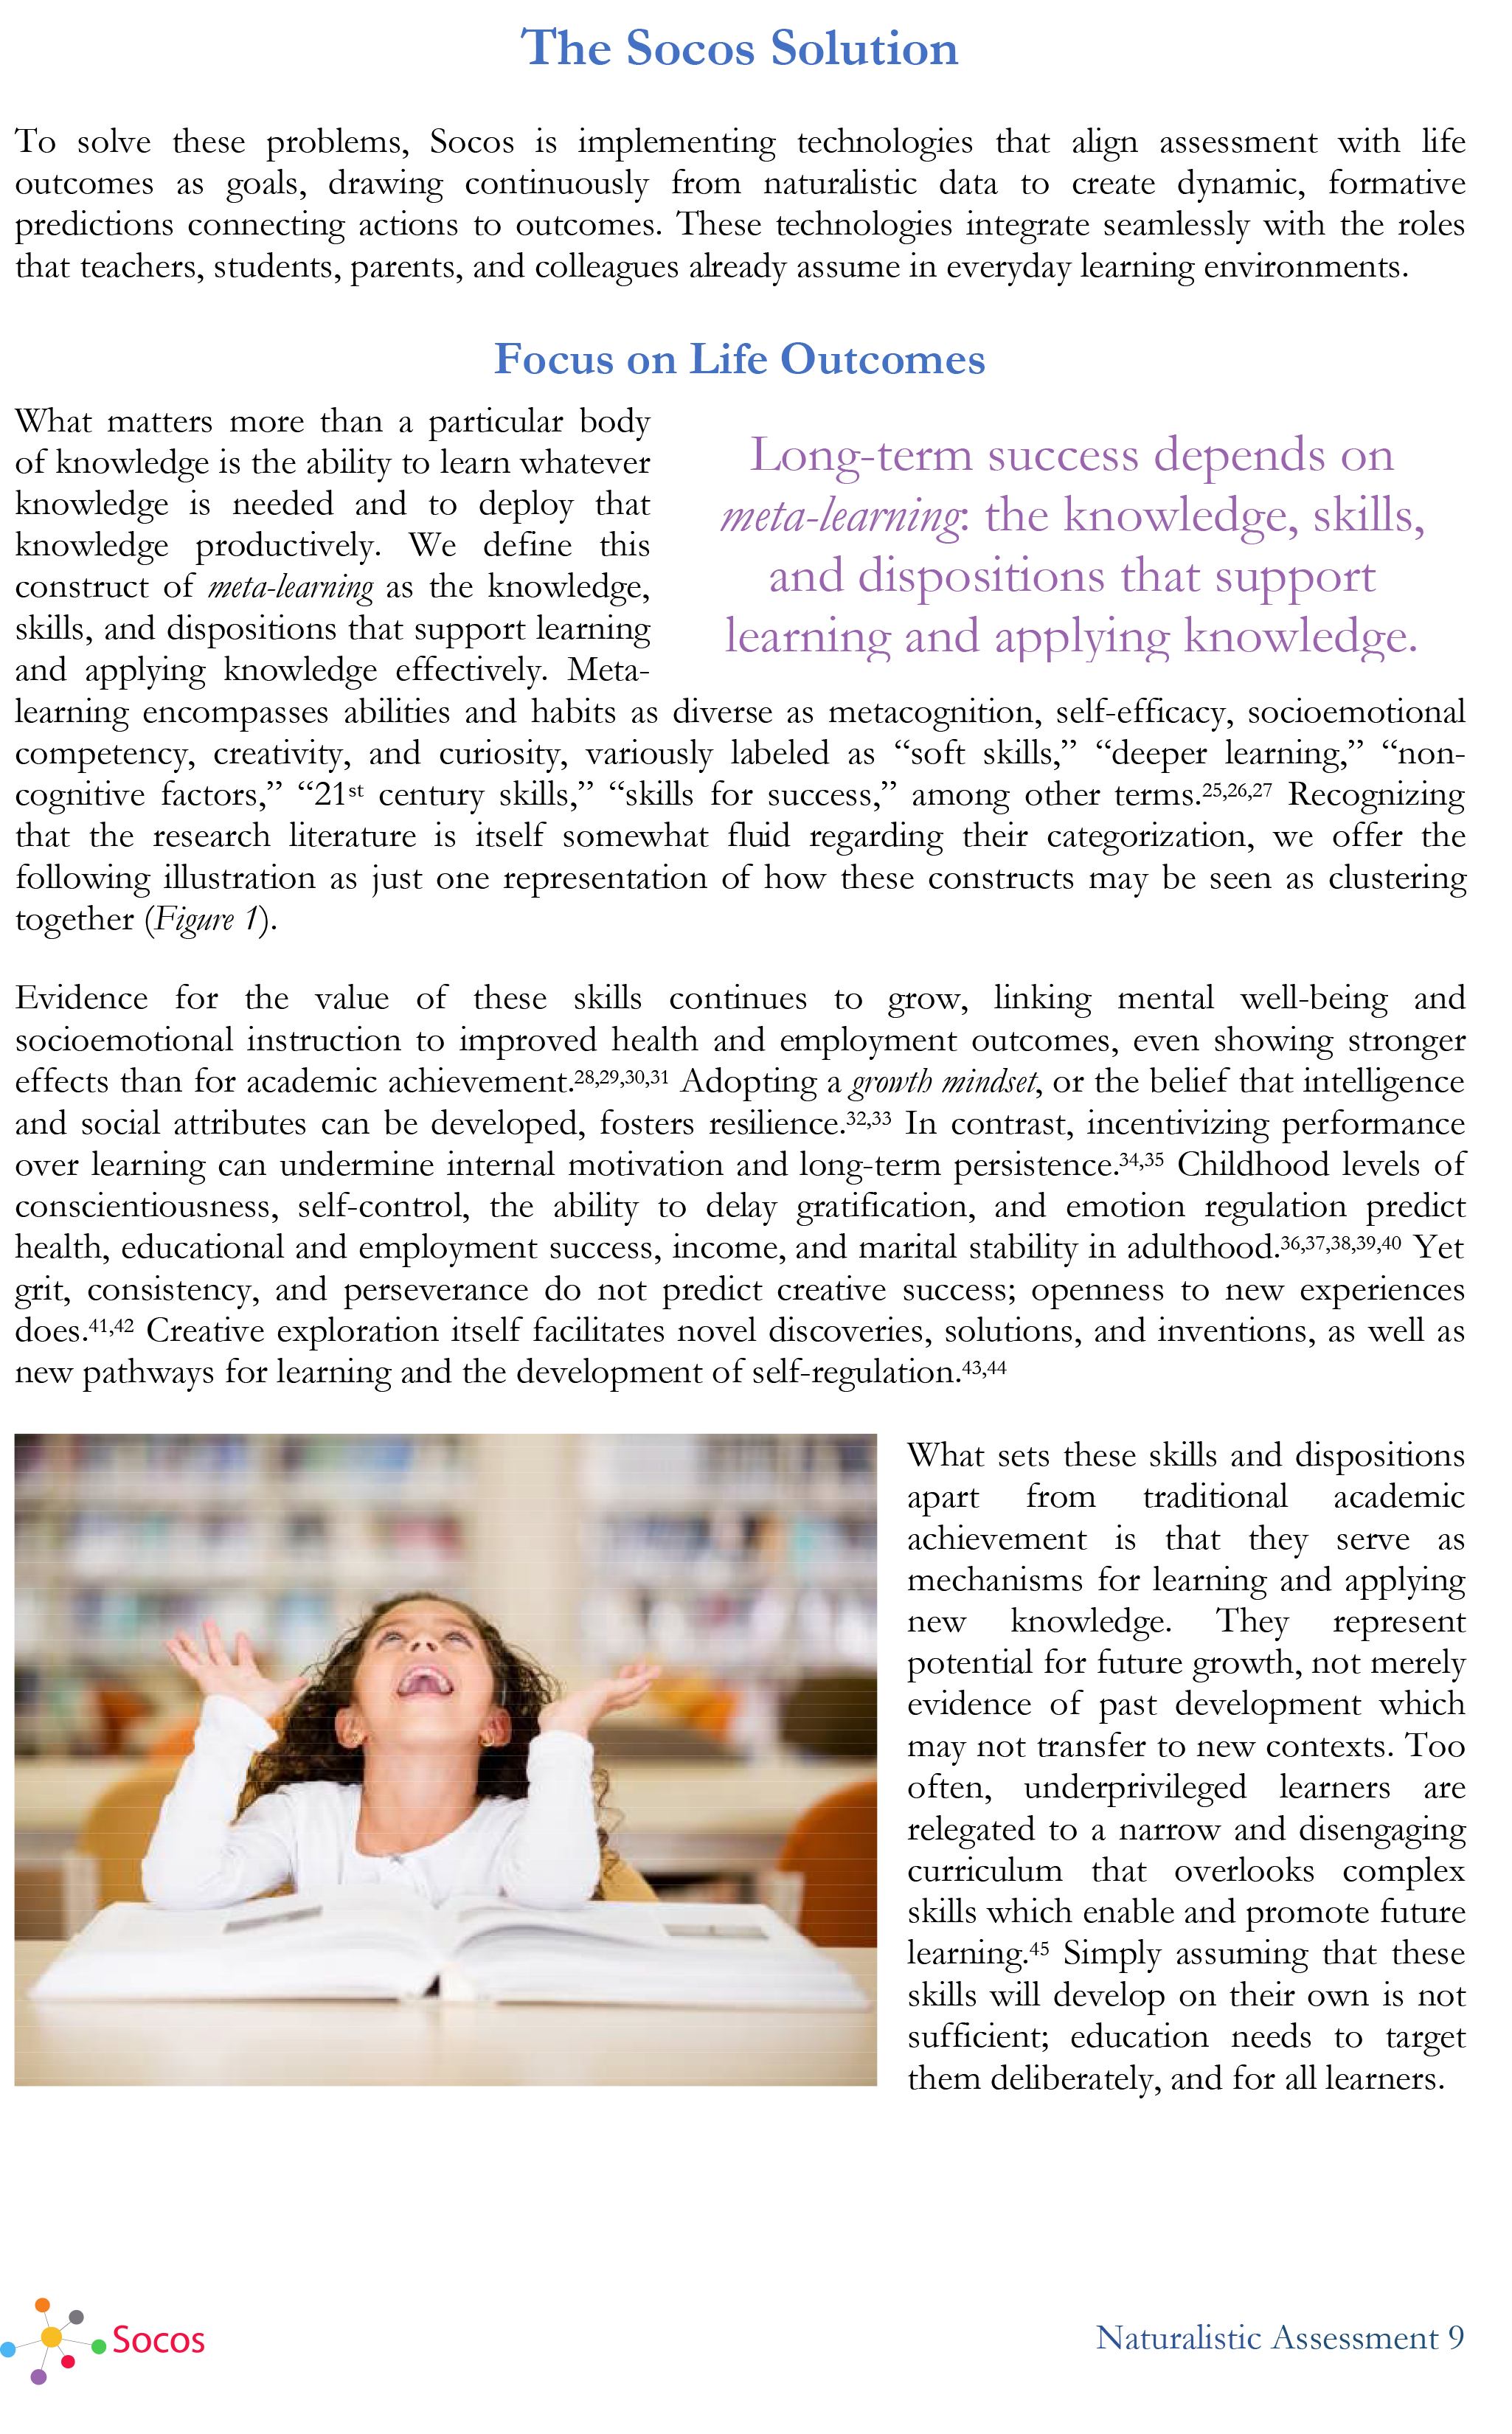 The Socos Solution
To solve these problems, Socos is implementing technologies that align assessment with life
outcomes as goals, drawing continuously from naturalistic data to create dynamic, formative
predictions connecting actions to outcomes. These technologies integrate seamlessly with the roles
that teachers, students, parents, and colleagues already assume in everyday learning environments.
Focus on Life Outcomes
What matters more than a particular body
of knowledge is the ability to learn whatever
knowledge is needed and to deploy that
knowledge productively. We define this
construct of meta-learning as the knowledge,
skills, and dispositions that support learning
and applying knowledge effectively. Meta-
Long-term success depends on
meta-learning: the knowledge, skills,
and dispositions that support
learning and applying knowledge.
learning encompasses abilities and habits as diverse as metacognition, self-efficacy, socioemotional
competency, creativity, and curiosity, variously labeled as “soft skills,” “deeper learning,” “non-
cognitive factors,” “21st century skills,” “skills for success,” among other terms.25,26,27 Recognizing
that the research literature is itself somewhat fluid regarding their categorization, we offer the
following illustration as just one representation of how these constructs may be seen as clustering
together (Figure 1).
Evidence for the value of these skills continues to grow, linking mental well-being and
socioemotional instruction to improved health and employment outcomes, even showing stronger
effects than for academic achievement.28,29,30,31 Adopting a growth mindset, or the belief that intelligence
and social attributes can be developed, fosters resilience.32,33 In contrast, incentivizing performance
over learning can undermine internal motivation and long-term persistence.34,35 Childhood levels of
conscientiousness, self-control, the ability to delay gratification, and emotion regulation predict
health, educational and employment success, income, and marital stability in adulthood.36,37,38,39,40 Yet
grit, consistency, and perseverance do not predict creative success; openness to new experiences
does.41,42 Creative exploration itself facilitates novel discoveries, solutions, and inventions, as well as
new pathways for learning and the development of self-regulation.43,44
What sets these skills and dispositions
apart from traditional academic
achievement is that they serve as
mechanisms for learning and applying
new knowledge. They represent
potential for future growth, not merely
evidence of past development which
may not transfer to new contexts. Too
often, underprivileged learners are
relegated to a narrow and disengaging
curriculum that overlooks complex
skills which enable and promote future
learning.45 Simply assuming that these
skills will develop on their own is not
sufficient; education needs to target
them deliberately, and for all learners.
Socos
Naturalistic Assessment 9